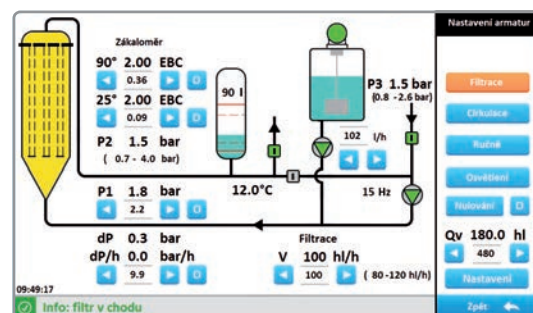 Nastavení armatur
Zákaloměr
90° 2.00 EBC
0.36 D
25° 2.00 EBC
0.09 D
P2 1.5 bar
( 0.7 - 4.0 bar)
P1 1.8 bar
2.2 D
dP 0.3 bar
dP/h 0.0 bar/h
9.9 D
90 l
12.0°C
P3 1.5 bar
(0.8 -2.6 bar)
102 l/h
15 Hz
Filtrace
V 100 hl/h
100 ( 80-120 hl/h)
Filtrace
Cirkulace
Ručně
Osvětlení
Nulování D
Qv 180.0 hl
480
Nastavení
Zpět
09:49:17
Info: filtr v chodu